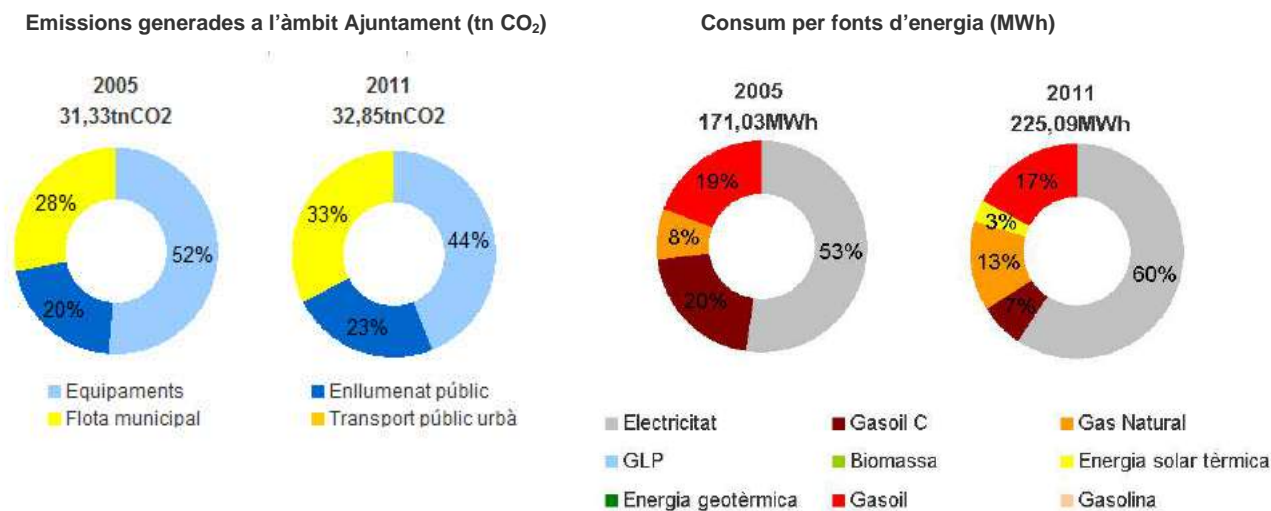 Emissions generades a l'àmbit Ajuntament (tn CO₂)
2005
31,33tnCO2
28%
52%
20%
2011
32,85tnCO2
33%
44%
23%
Equipaments
Enllumenat públic
Flota municipal
Transport públic urbà
Consum per fonts d'energia (MWh)
2005
171,03MWh
19%
8%
53%
20%
2011
225,09MWh
17%
3%
13%
60%
7%
Electricitat
Gasoil C
Gas Natural
GLP
Biomassa
Energia solar tèrmica
Energia geotèrmica
Gasoil
Gasolina